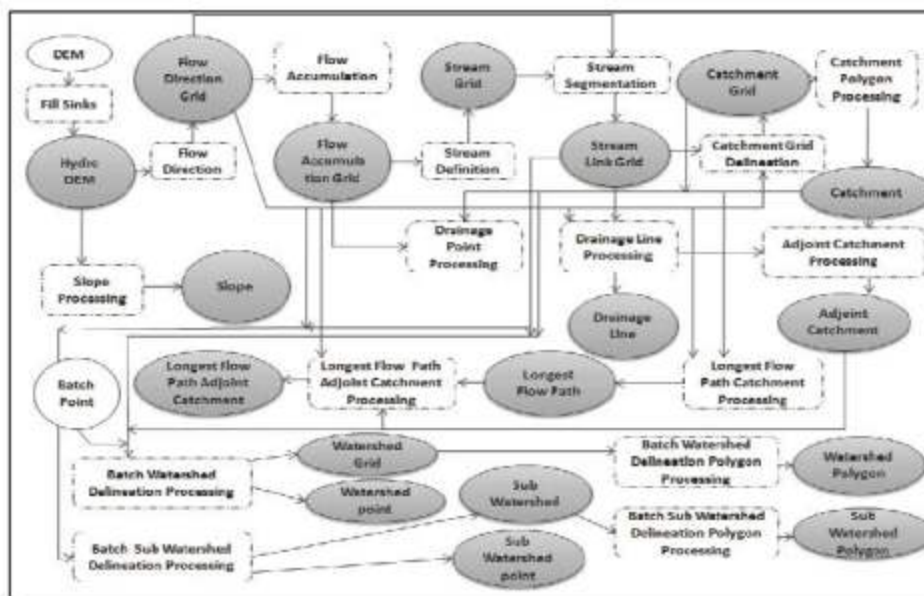 DEM
Fill Sinks
Hydro
DEM
Flow
Direction
Flow
Direction
Grid
Flow
Accumulation
Flow
Accumula
tion Grid
Stream
Grid
Stream
Definition
Stream
Segmentation
Stream
Link Grid
Catchment
Grid
Catchment Grid
Delineation
Catchment
Polygon
Processing
Catchment
Slope
Processing
Slope
Drainage
Point
Processing
Drainage Line
Processing
Drainage
Line
Adjoint Catchment
Processing
Adjoint
Catchment
Batch
Point
Longest Flow
Path Adjoint
Catchment
Longest Flow Path
Adjoint Catchment
Processing
Longest
Flow Path
Longest Flow
Path Catchment
Processing
Batch Watershed
Delineation Processing
Watershed
Grid
Watershed
point
Batch Watershed
Delineation Polygon
Processing
Watershed
Polygon
Batch Sub Watershed
Delineation Processing
Sub
Watershed
Sub
Watershed
point
Batch Sub Watershed
Delineation Polygon
Processing
Sub
Watershed
Polygon